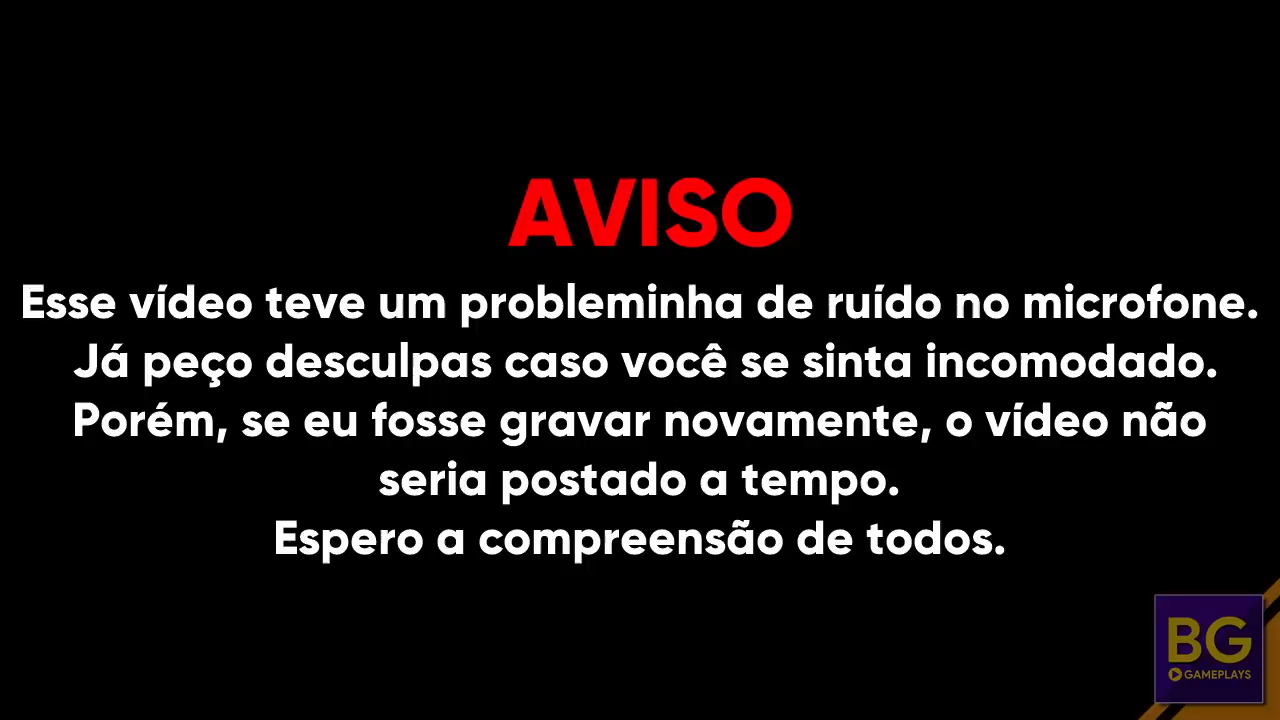 AVISO
Esse vídeo teve um probleminha de ruído no microfone.
Já peço desculpas caso você se sinta incomodado.
Porém, se eu fosse gravar novamente, o vídeo não
seria postado a tempo.
Espero a compreensão de todos.
BG
GAMEPLAYS